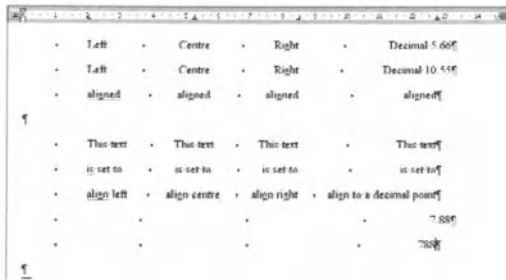 Left Centre Right Decimal 5.66¶
Left Centre Right Decimal 10.55¶
aligned aligned aligned aligned¶
¶
This text This text This text This text¶
is set to is set to is set to is set to¶
align left align centre align right align to a decimal point¶
7.88¶
788¶
¶